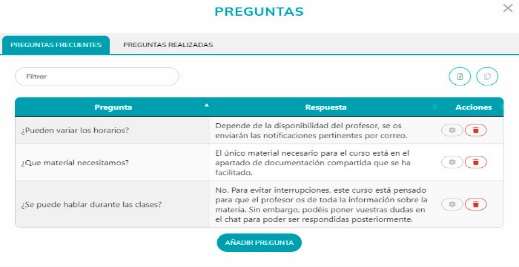 PREGUNTAS
PREGUNTAS FRECUENTES
PREGUNTAS REALIZADAS
Filtrar
Pregunta
Respuesta
Acciones
¿Pueden variar los horarios?
Depende de la disponibilidad del profesor, se os
enviarán las notificaciones pertinentes por correo.
¿Que material necesitamos?
El único material necesario para el curso está en el
apartado de documentación compartida que se ha
facilitado.
¿Se puede hablar durante las clases?
No. Para evitar interrupciones, este curso está pensado
para que el profesor os de toda la información sobre la
materia. Sin embargo, podéis poner vuestras dudas en
el chat para poder ser respondidas posteriormente.
AÑADIR PREGUNTA